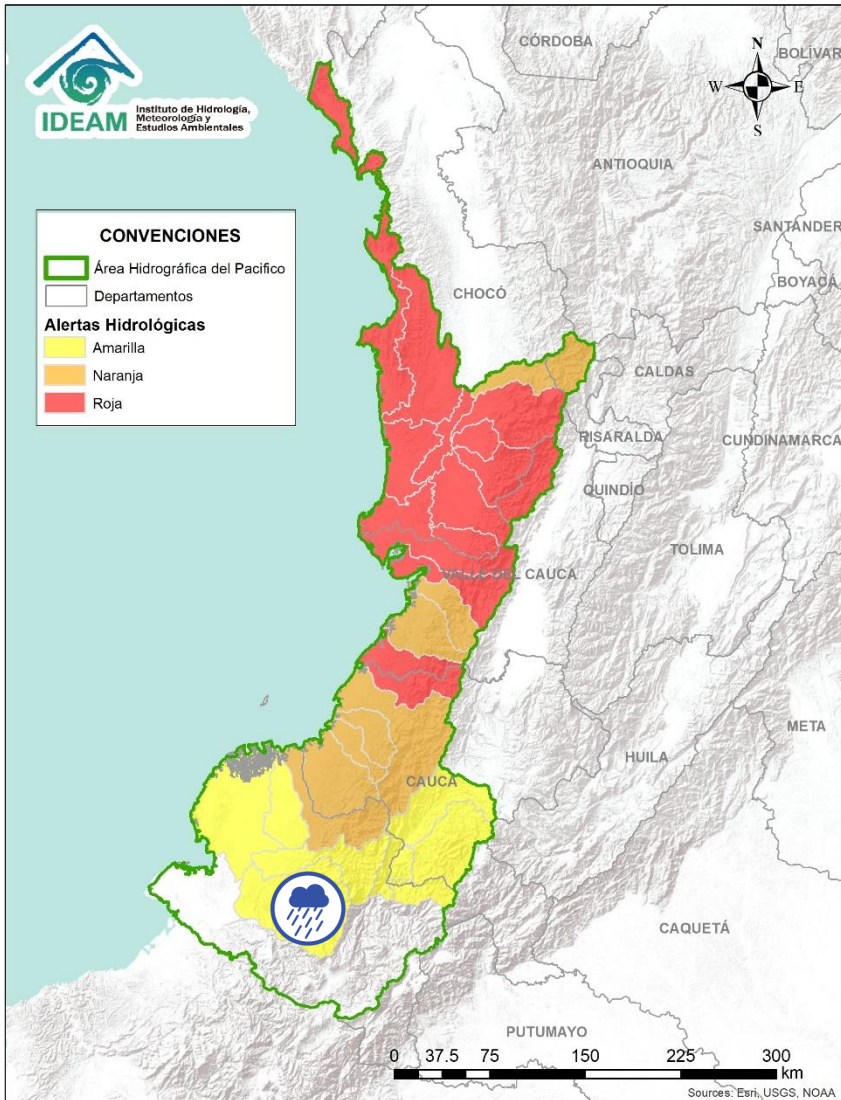 IDEAM
Instituto de Hidrología,
Meteorología y
Estudios Ambientales
CÓRDOBA
BOLÍVAR
N
W
E
S
ANTIOQUIA
SANTANDER
BOYACÁ
CONVENCIONES
Área Hidrográfica del Pacifico
Departamentos
Alertas Hidrológicas
Amarilla
Naranja
Roja
CHOCÓ
CALDAS
RISARALDA
CUNDINAMARCA
QUINDÍO
TOLIMA
VALLE DEL CAUCA
META
HUILA
CAUCA
CAQUETÁ
PUTUMAYO
0 37.5 75 150 225 300
km
Sources: Esri, USGS, NOAA